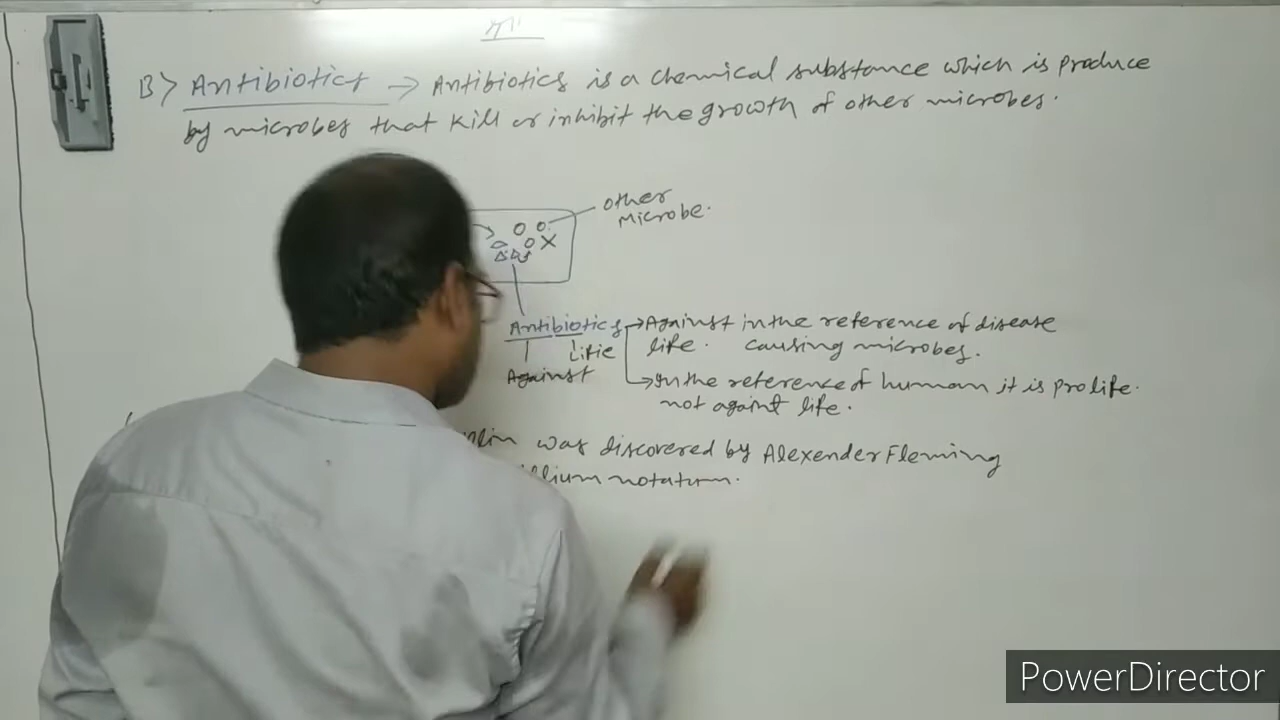 B> Antibiotics → Antibiotics is a chemical substance which is produce
by microbes that kill or inhibit the growth of other microbes.
other
microbe.
Antibiotics → Against in the reference of disease
life. causing microbes.
Litie
Against
→ In the reference of human it is pro life.
not against life.
was discovered by Alexender Fleming
notatum.
PowerDirector